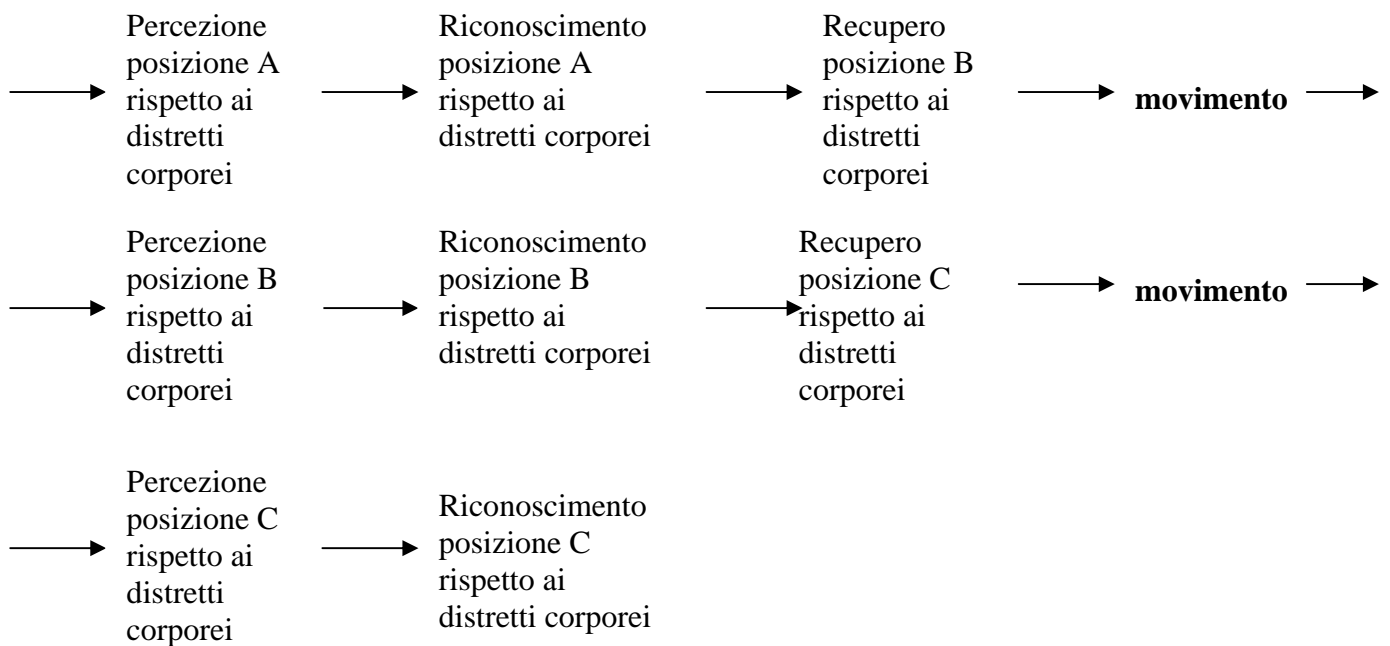 Percezione
posizione A
rispetto ai
distretti
corporei
Riconoscimento
posizione A
rispetto ai
distretti corporei
Recupero
posizione B
rispetto ai
distretti
corporei
movimento
Percezione
posizione B
rispetto ai
distretti
corporei
Riconoscimento
posizione B
rispetto ai
distretti corporei
Recupero
posizione C
rispetto ai
distretti
corporei
movimento
Percezione
posizione C
rispetto ai
distretti
corporei
Riconoscimento
posizione C
rispetto ai
distretti corporei